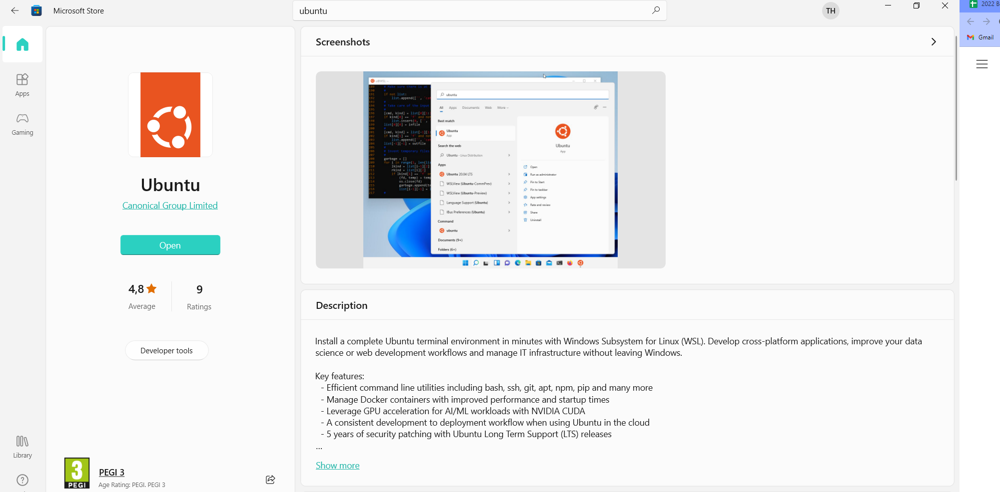 Microsoft Store
ubuntu
TH
2022 B
Gmail
Apps
Gaming
Library
Ubuntu
Canonical Group Limited
Open
4,8
Average
9
Ratings
Developer tools
3
PEGI
PEGI 3
Age Rating: PEGI. PEGI 3
Screenshots
ubuntu
All Apps Documents Web More
Best match
Ubuntu
App
Search the web
Ubuntu - Linux Distribution
Apps
Ubuntu 20.04 LTS
WSLView (Ubuntu-CommPrev)
WSLView (Ubuntu-Preview)
Language Support (Ubuntu)
IBus Preferences (Ubuntu)
Command
ubuntu
Documents (9+)
Folders (6+)
Ubuntu
App
Open
Run as administrator
Pin to Start
Pin to taskbar
App settings
Rate and review
Share
Uninstall
Description
Install a complete Ubuntu terminal environment in minutes with Windows Subsystem for Linux (WSL). Develop cross-platform applications, improve your data
science or web development workflows and manage IT infrastructure without leaving Windows.
Key features:
- Efficient command line utilities including bash, ssh, git, apt, npm, pip and many more
- Manage Docker containers with improved performance and startup times
- Leverage GPU acceleration for AI/ML workloads with NVIDIA CUDA
- A consistent development to deployment workflow when using Ubuntu in the cloud
- 5 years of security patching with Ubuntu Long Term Support (LTS) releases
...
Show more